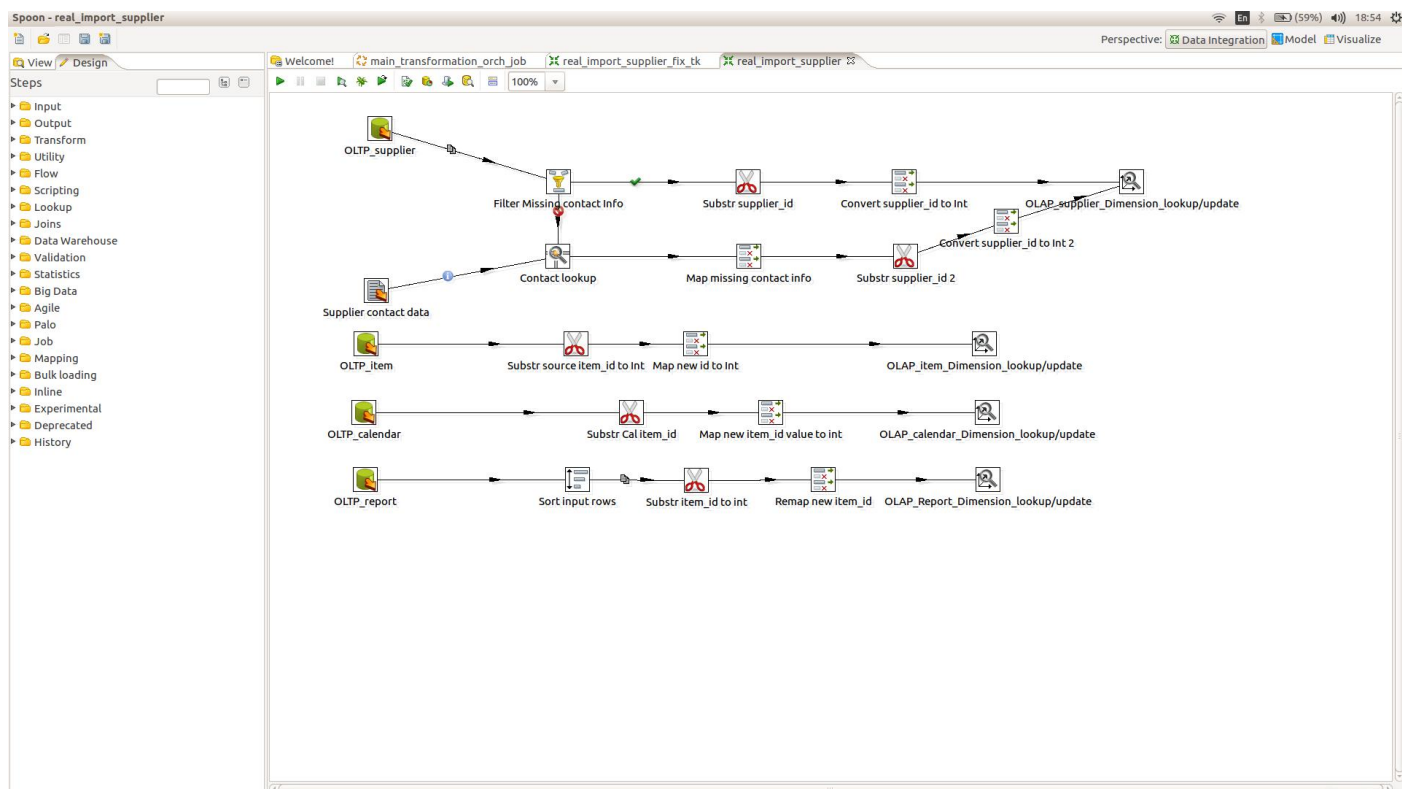 Spoon - real_import_supplier
En (59%) 18:54
Perspective: Data Integration Model Visualize
View Design
Welcome! main_transformation_orch_job real_import_supplier_fix_tk real_import_supplier
Steps
100%
Input
Output
Transform
Utility
Flow
Scripting
Lookup
Joins
Data Warehouse
Validation
Statistics
Big Data
Agile
Palo
Job
Mapping
Bulk loading
Inline
Experimental
Deprecated
History
OLTP_supplier
Filter Missing contact Info
Substr supplier_id
Convert supplier_id to Int
OLAP_supplier_Dimension_lookup/update
Convert supplier_id to Int 2
Contact lookup
Map missing contact info
Substr supplier_id 2
Supplier contact data
OLTP_item
Substr source item_id to Int
Map new id to Int
OLAP_item_Dimension_lookup/update
OLTP_calendar
Substr Cal item_id
Map new item_id value to int
OLAP_calendar_Dimension_lookup/update
OLTP_report
Sort input rows
Substr item_id to int
Remap new item_id
OLAP_Report_Dimension_lookup/update